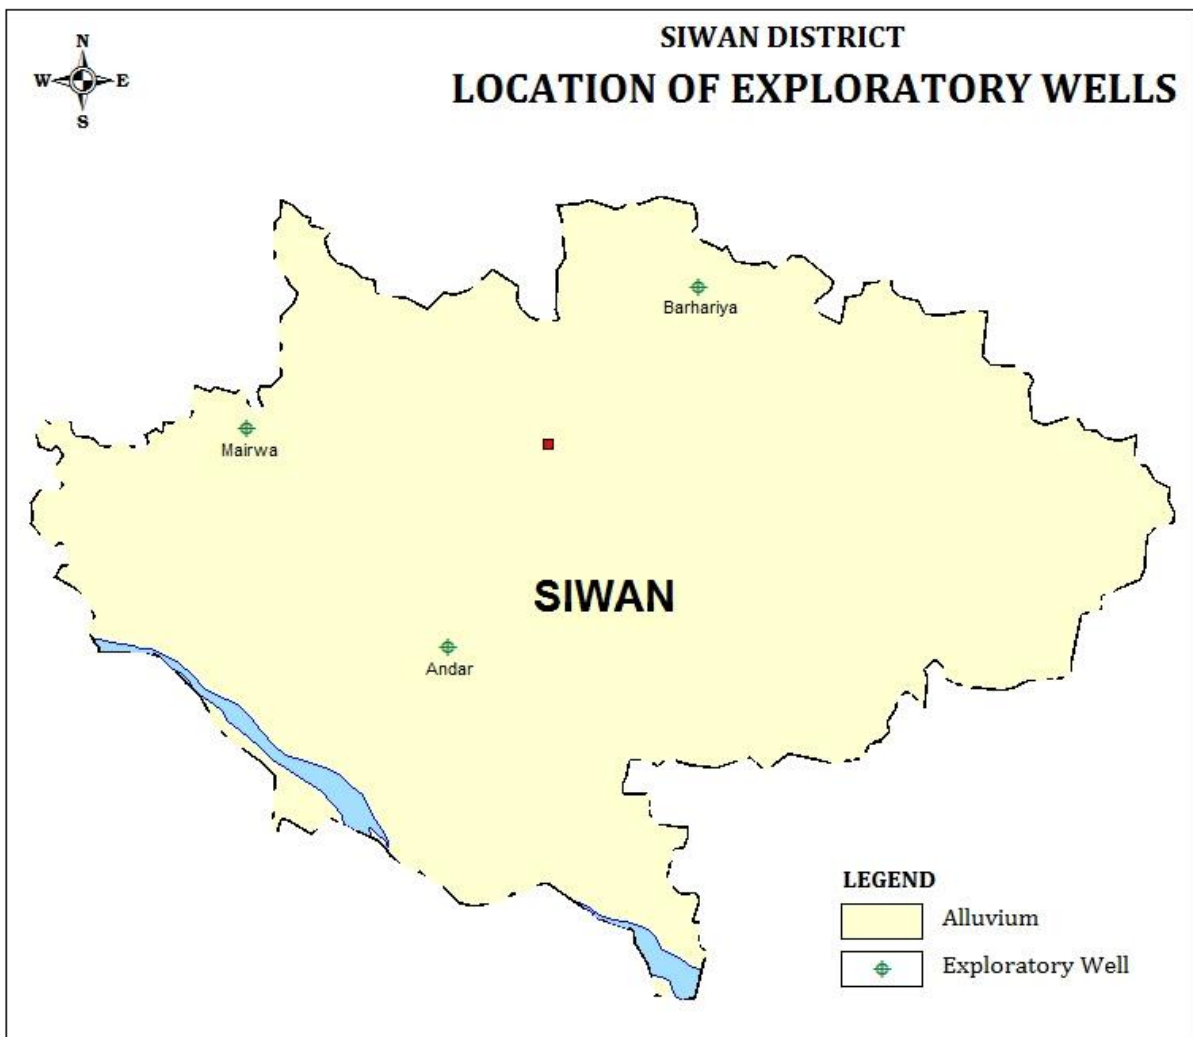 SIWAN DISTRICT
LOCATION OF EXPLORATORY WELLS
N
W E
S
Barhariya
Mairwa
SIWAN
Andar
LEGEND
Alluvium
Exploratory Well